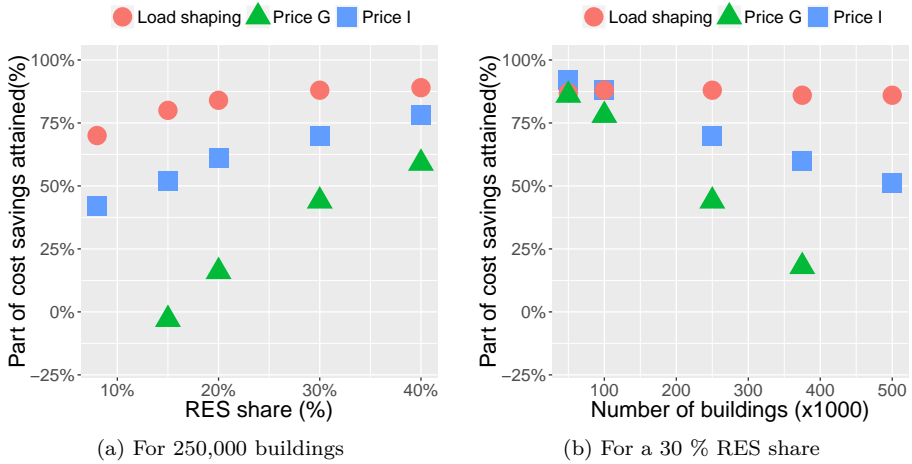 Load shaping Price G Price I
100%
75%
50%
25%
0%
−25%
Part of cost savings attained(%)
10% 20% 30% 40%
RES share (%)
(a) For 250,000 buildings
Load shaping Price G Price I
100%
75%
50%
25%
0%
−25%
Part of cost savings attained(%)
100 200 300 400 500
Number of buildings (x1000)
(b) For a 30 % RES share